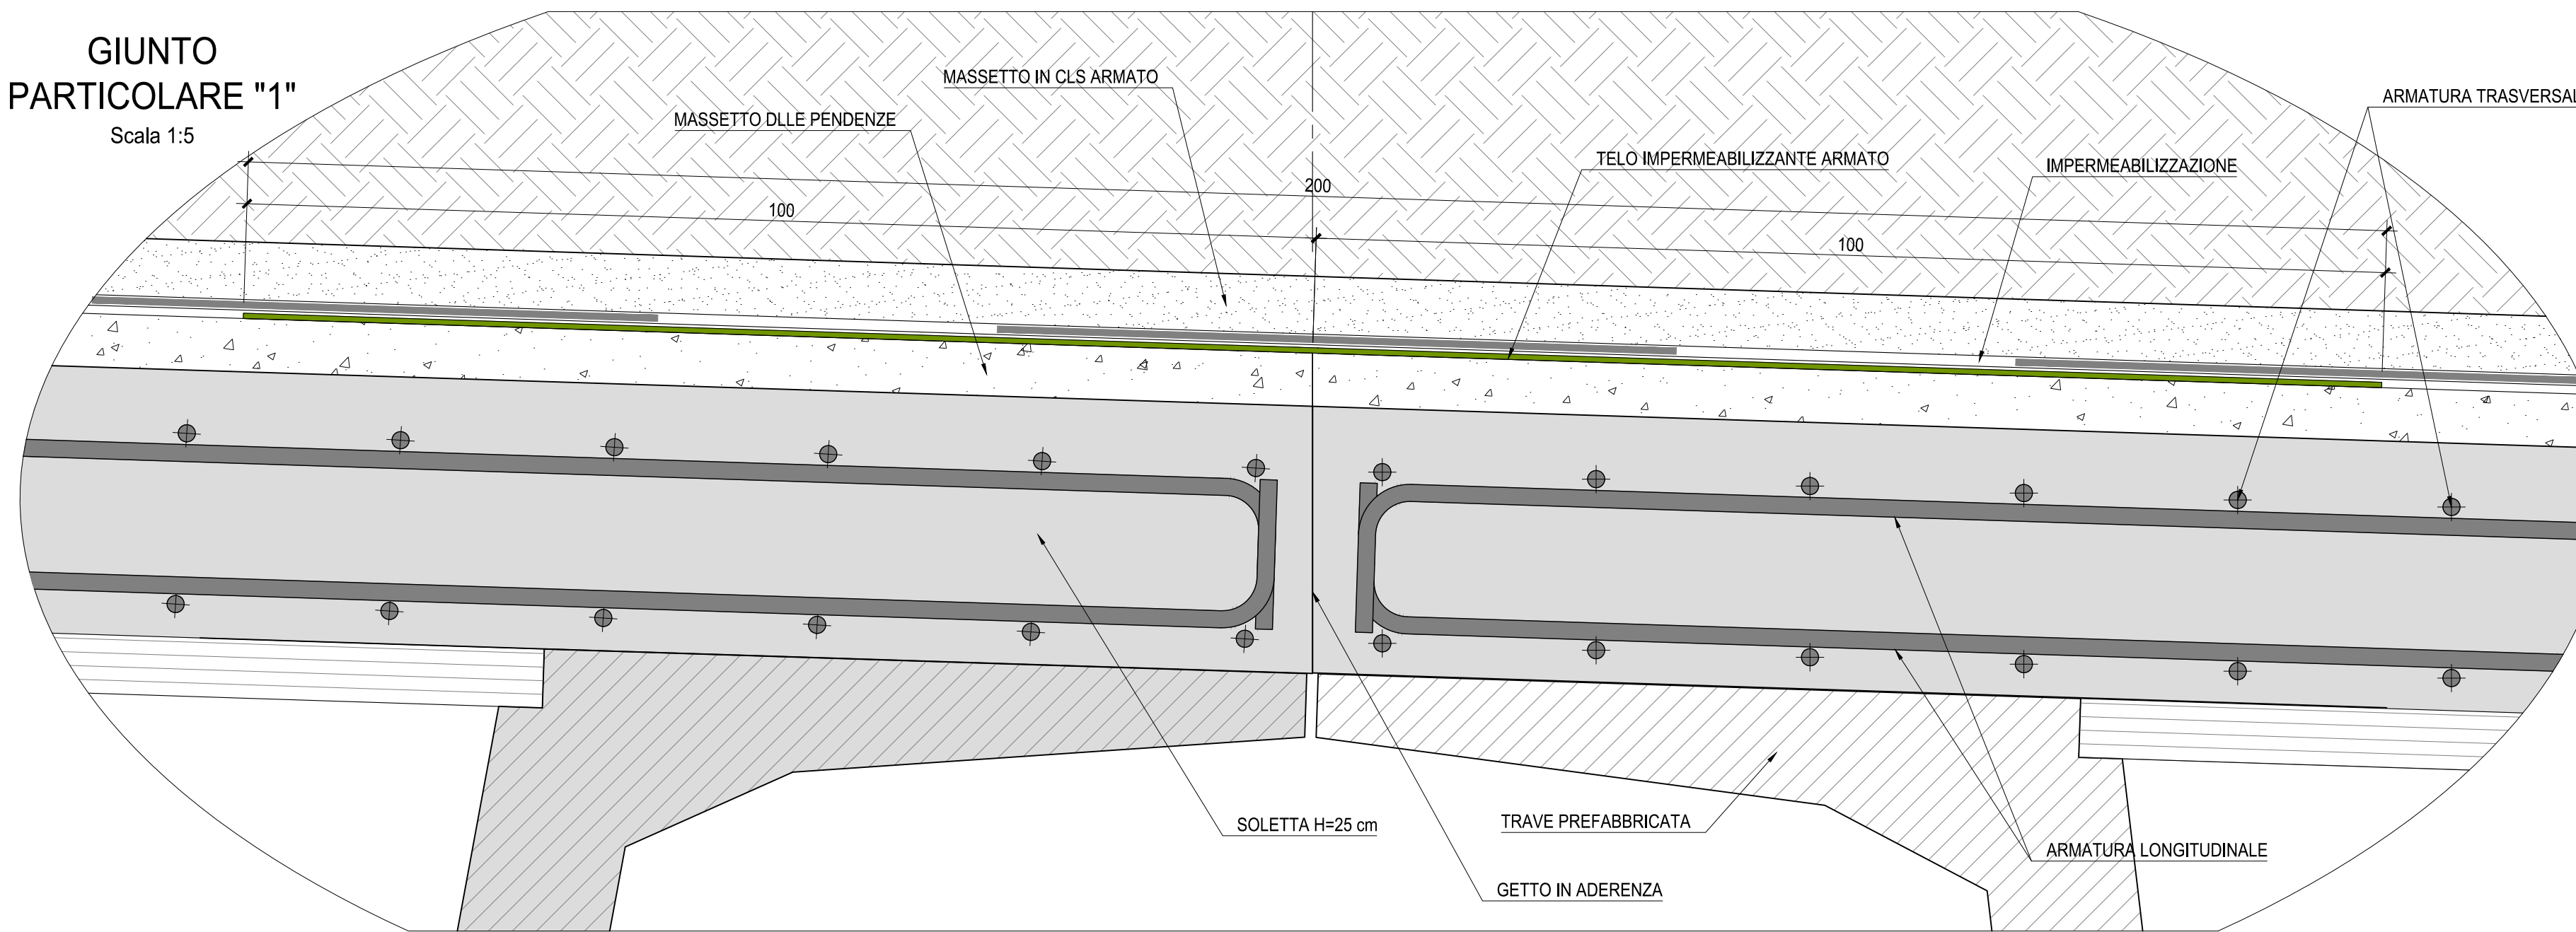 GIUNTO
PARTICOLARE "1"
Scala 1:5
MASSETTO IN CLS ARMATO
MASSETTO DLLE PENDENZE
ARMATURA TRASVERSAL
TELO IMPERMEABILIZZANTE ARMATO
IMPERMEABILIZZAZIONE
200
100
100
SOLETTA H=25 cm
TRAVE PREFABBRICATA
ARMATURA LONGITUDINALE
GETTO IN ADERENZA